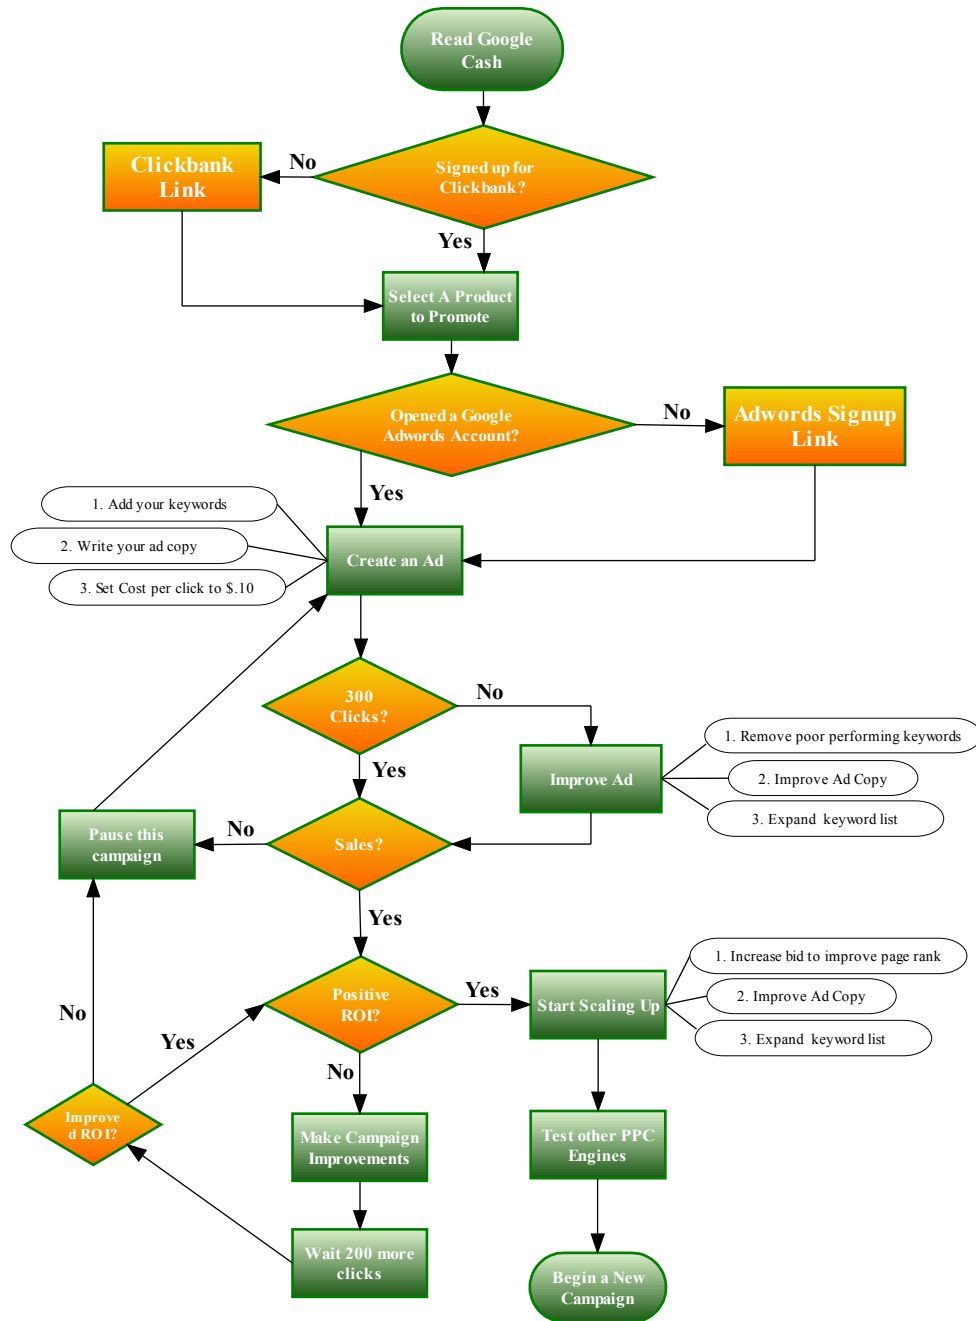 Read Google
Cash
Signed up for
Clickbank?
No
Clickbank
Link
Yes
Select A Product
to Promote
Opened a Google
Adwords Account?
No
Adwords Signup
Link
Yes
1. Add your keywords
2. Write your ad copy
3. Set Cost per click to $.10
Create an Ad
300
Clicks?
No
Improve Ad
1. Remove poor performing keywords
2. Improve Ad Copy
3. Expand keyword list
Yes
Sales?
No
Pause this
campaign
Yes
Positive
ROI?
Yes
Start Scaling Up
1. Increase bid to improve page rank
2. Improve Ad Copy
3. Expand keyword list
No
Yes
No
Improve
d ROI?
Make Campaign
Improvements
Test other PPC
Engines
Wait 200 more
clicks
Begin a New
Campaign